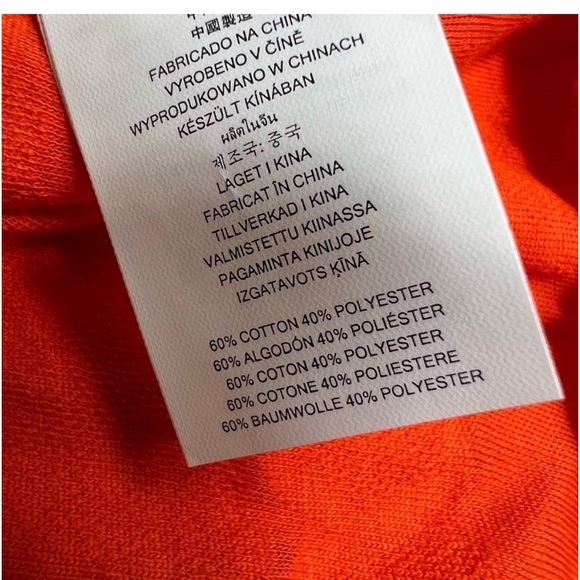 中國製造
FABRICADO NA CHINA
VYROBENO V ČÍNĚ
WYPRODUKOWANO W CHINACH
KÉSZÜLT KÍNÁBAN
ผลิตในจีน
제조국: 중국
LAGET I KINA
FABRICAT ÎN CHINA
TILLVERKAD I KINA
VALMISTETTU KIINASSA
PAGAMINTA KINIJOJE
IZGATAVOTS ĶĪNĀ
60% COTTON 40% POLYESTER
60% ALGODÓN 40% POLIÉSTER
60% COTON 40% POLYESTER
60% COTONE 40% POLIESTERE
60% BAUMWOLLE 40% POLYESTER